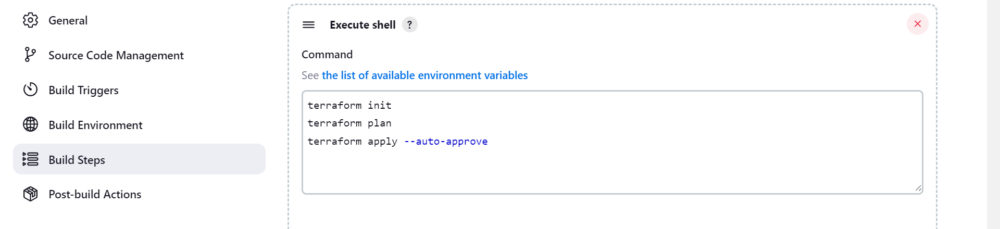 General
Source Code Management
Build Triggers
Build Environment
Build Steps
Post-build Actions
Execute shell ?
Command
See the list of available environment variables
terraform init
terraform plan
terraform apply --auto-approve